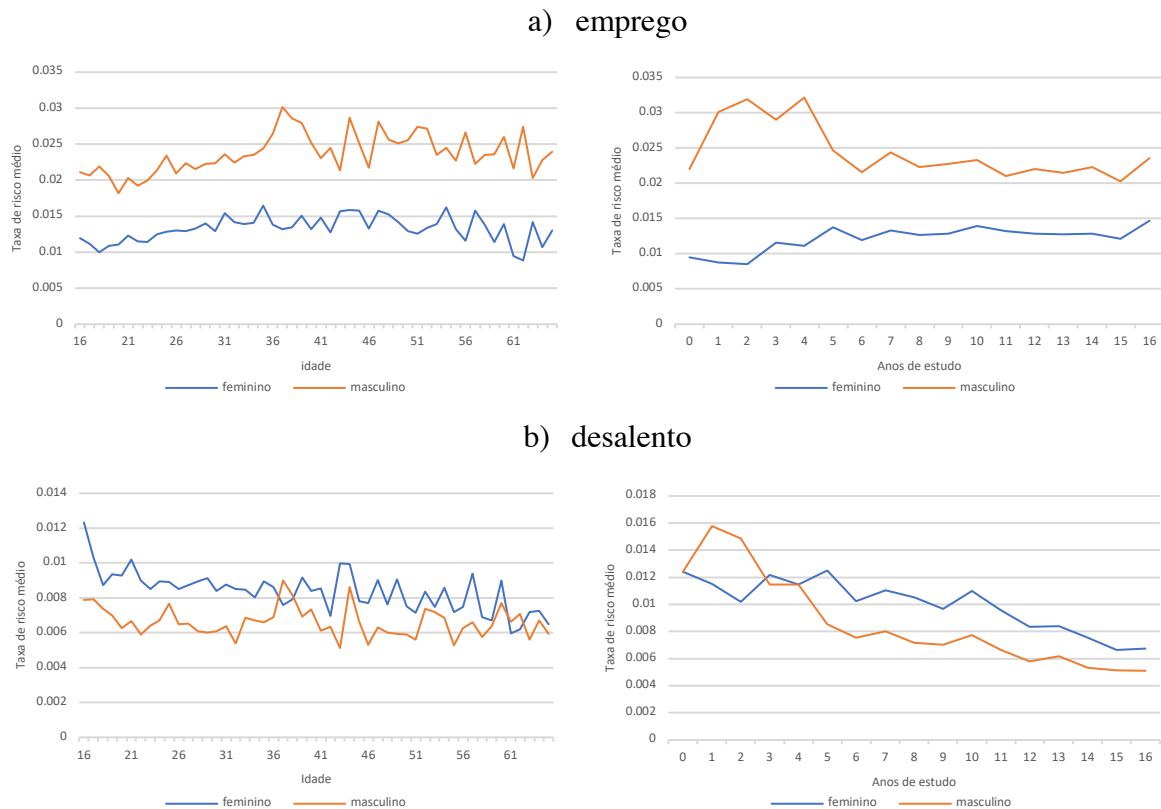 a) emprego
0.035
0.03
0.025
0.02
0.015
0.01
0.005
0
Taxa de risco médio
16 21 26 31 36 41 46 51 56 61
idade
feminino masculino
0.035
0.03
0.025
0.02
0.015
0.01
0.005
0
Taxa de risco médio
0 1 2 3 4 5 6 7 8 9 10 11 12 13 14 15 16
Anos de estudo
feminino masculino
b) desalento
0.014
0.012
0.01
0.008
0.006
0.004
0.002
0
Taxa de risco médio
16 21 26 31 36 41 46 51 56 61
Idade
feminino masculino
0.018
0.016
0.014
0.012
0.01
0.008
0.006
0.004
0.002
0
Taxa de risco médio
0 1 2 3 4 5 6 7 8 9 10 11 12 13 14 15 16
Anos de estudo
feminino masculino